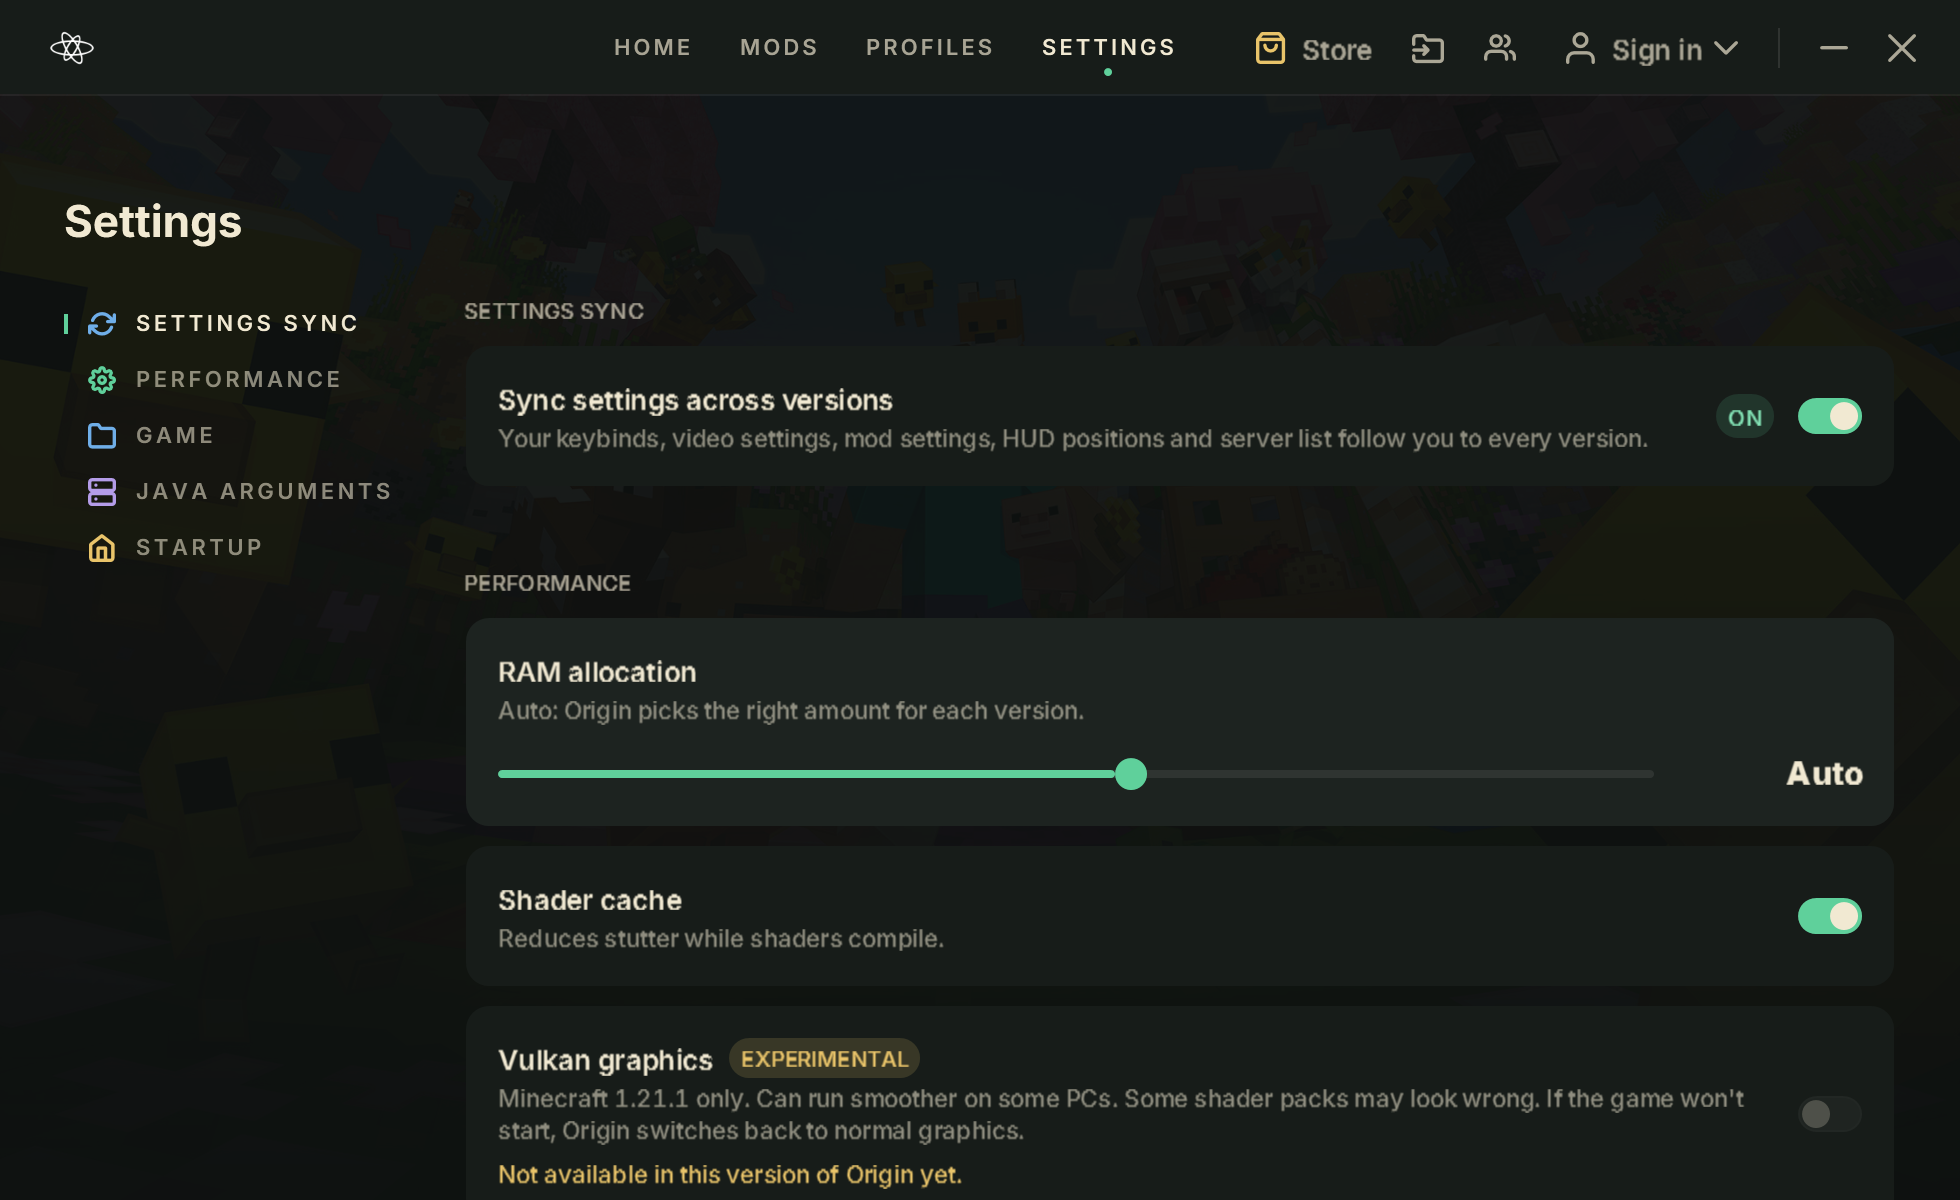 HOME
MODS
PROFILES
SETTINGS
Store
Sign in
Settings
SETTINGS SYNC
PERFORMANCE
GAME
JAVA ARGUMENTS
STARTUP
SETTINGS SYNC
Sync settings across versions
Your keybinds, video settings, mod settings, HUD positions and server list follow you to every version.
ON
PERFORMANCE
RAM allocation
Auto: Origin picks the right amount for each version.
Auto
Shader cache
Reduces stutter while shaders compile.
Vulkan graphics
EXPERIMENTAL
Minecraft 1.21.1 only. Can run smoother on some PCs. Some shader packs may look wrong. If the game won't
start, Origin switches back to normal graphics.
Not available in this version of Origin yet.